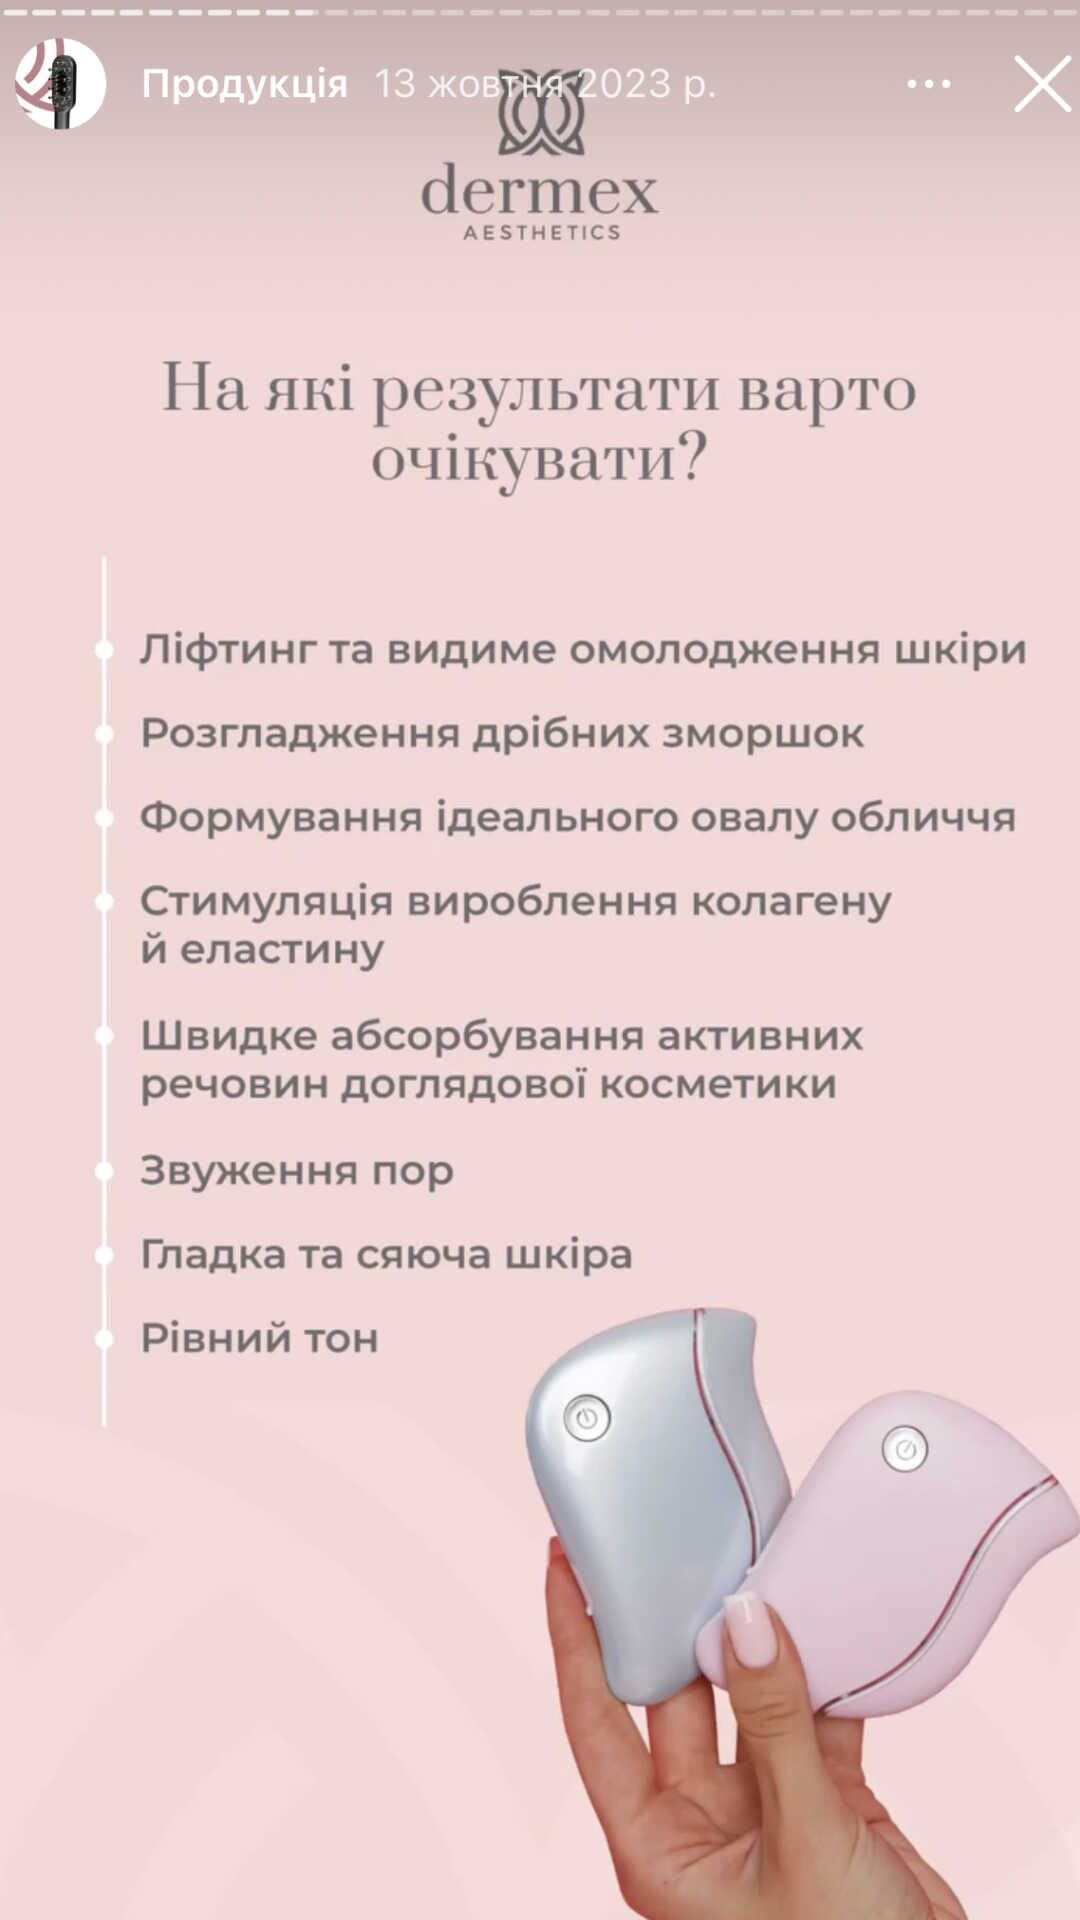 Продукція 13 жовтня 2023 р.
dermex
AESTHETICS
На які результати варто
очікувати?
Ліфтинг та видиме омолодження шкіри
Розгладження дрібних зморшок
Формування ідеального овалу обличчя
Стимуляція вироблення колагену
й еластину
Швидке абсорбування активних
речовин доглядової косметики
Звуження пор
Гладка та сяюча шкіра
Рівний тон